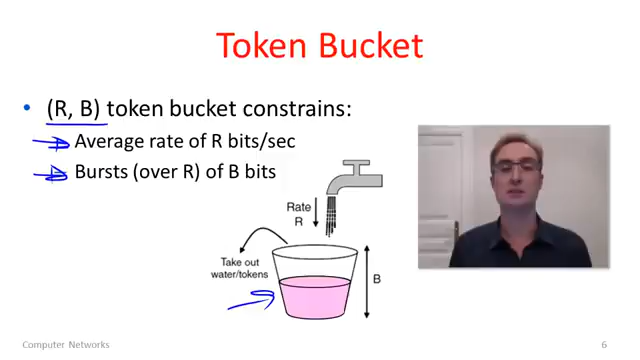 Token Bucket
• (R, B) token bucket constrains:
Average rate of R bits/sec
Bursts (over R) of B bits
Rate
R
Take out
water/tokens
B
Computer Networks
6